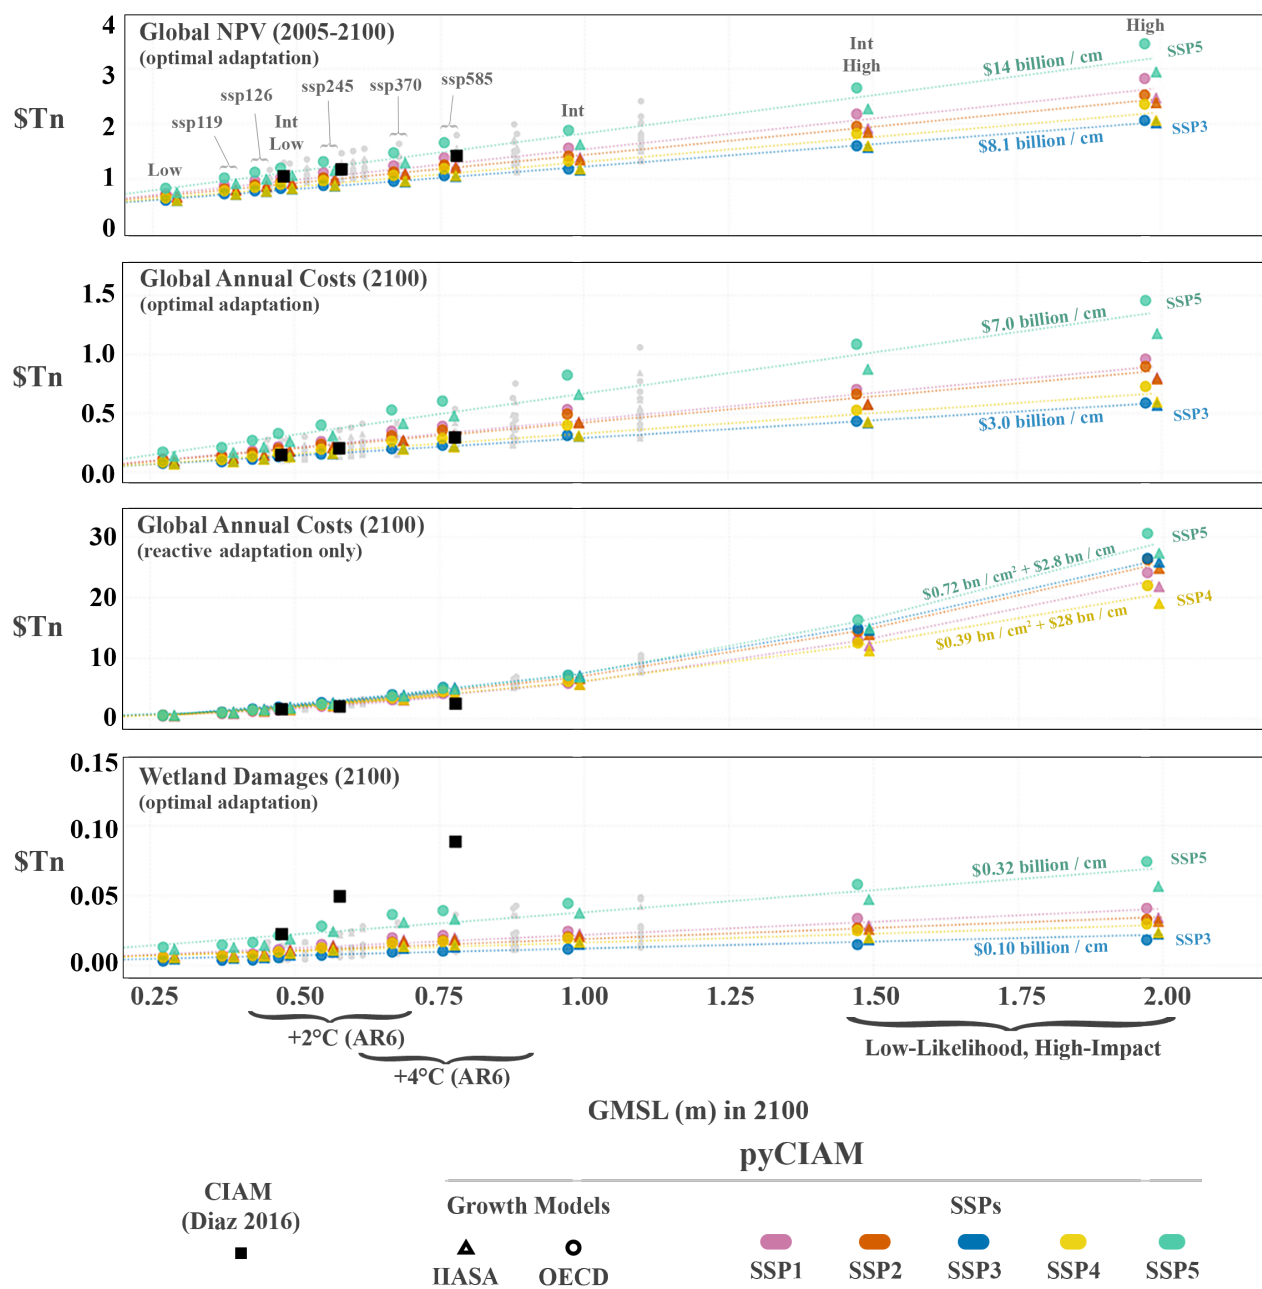 Global NPV (2005-2100)
(optimal adaptation)
$Tn
4
3
2
1
0
Low
ssp119
ssp126
Int
Low
ssp245
ssp370
ssp585
Int
Int
High
High
$14 billion / cm
SSP5
$8.1 billion / cm
SSP3
Global Annual Costs (2100)
(optimal adaptation)
$Tn
1.5
1.0
0.5
0.0
$7.0 billion / cm
SSP5
$3.0 billion / cm
SSP3
Global Annual Costs (2100)
(reactive adaptation only)
$Tn
30
20
10
0
$0.72 bn / cm² + $2.8 bn / cm
SSP5
$0.39 bn / cm² + $28 bn / cm
SSP4
Wetland Damages (2100)
(optimal adaptation)
$Tn
0.15
0.10
0.05
0.00
$0.32 billion / cm
SSP5
$0.10 billion / cm
SSP3
0.25 0.50 0.75 1.00 1.25 1.50 1.75 2.00
+2°C (AR6)
+4°C (AR6)
Low-Likelihood, High-Impact
GMSL (m) in 2100
pyCIAM
CIAM
(Diaz 2016)
Growth Models
IIASA OECD
SSPs
SSP1 SSP2 SSP3 SSP4 SSP5